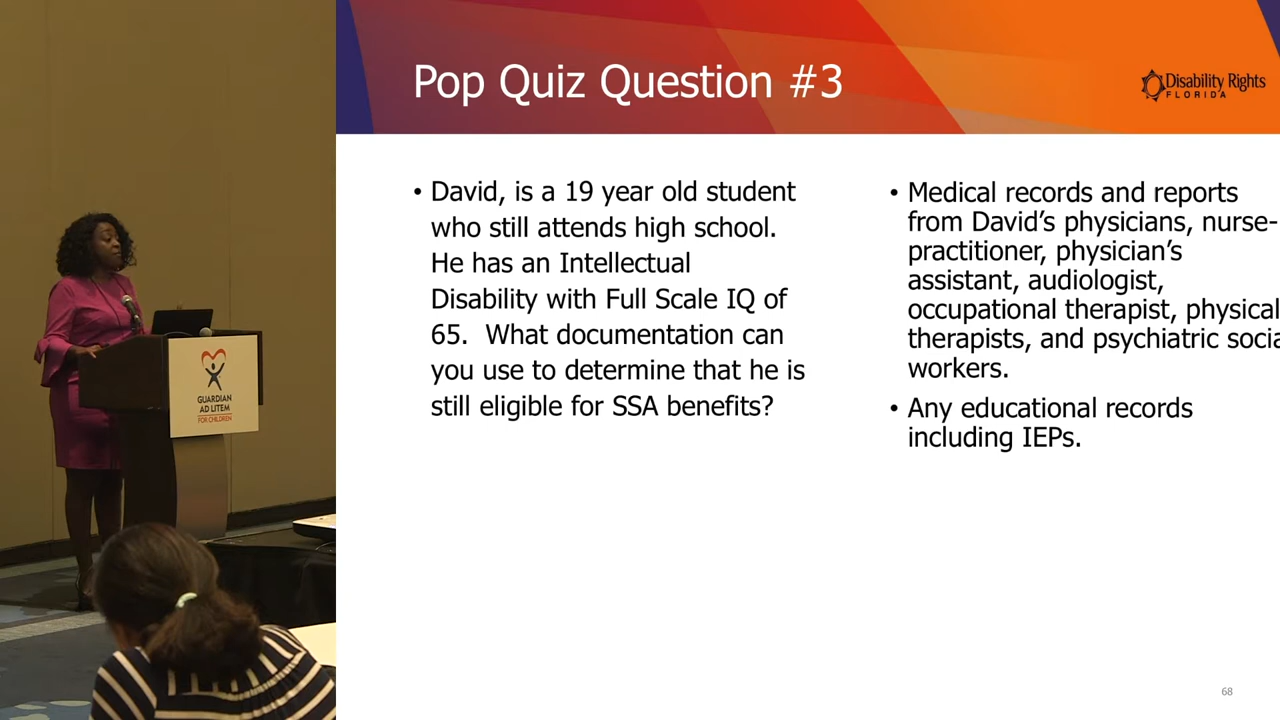 Pop Quiz Question #3
Disability Rights
FLORIDA
• David, is a 19 year old student
who still attends high school.
He has an Intellectual
Disability with Full Scale IQ of
65.  What documentation can
you use to determine that he is
still eligible for SSA benefits?
• Medical records and reports
from David's physicians, nurse-
practitioner, physician's
assistant, audiologist,
occupational therapist, physical
therapists, and psychiatric socia
workers.
• Any educational records
including IEPs.
GUARDIAN
AD LITEM
FOR CHILDREN
68